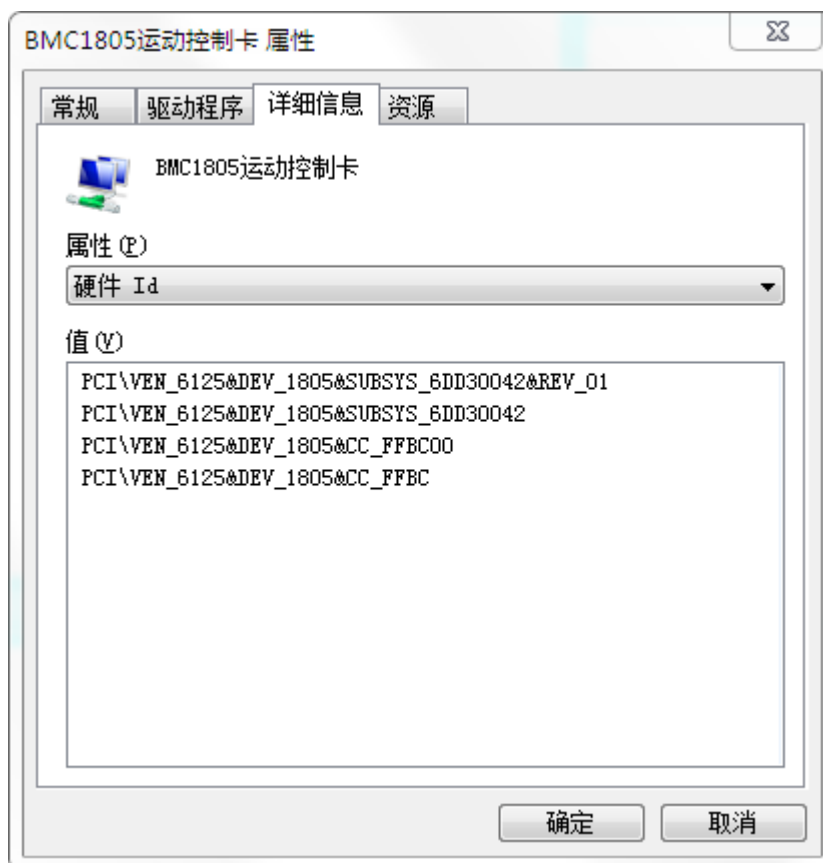 BMC1805运动控制卡 属性
常规 驱动程序 详细信息 资源
BMC1805运动控制卡
属性(P)
硬件 Id
值(V)
PCI\VEN_6125&DEV_1805&SUBSYS_6DD30042&REV_01
PCI\VEN_6125&DEV_1805&SUBSYS_6DD30042
PCI\VEN_6125&DEV_1805&CC_FFBC00
PCI\VEN_6125&DEV_1805&CC_FFBC
确定 取消